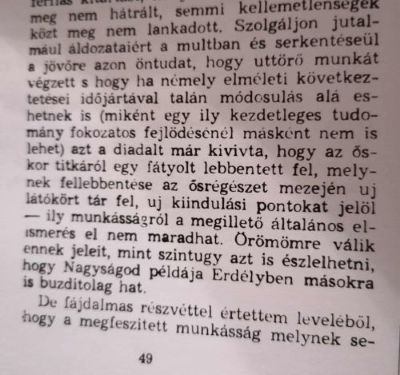 meg nem hátrált, semmi kellemetlenségek
közt meg nem lankadott. Szolgáljon jutal-
mául áldozataiért a multban és serkentéseül
a jövőre azon öntudat, hogy uttörő munkát
végzett s hogy ha némely elméleti következ-
tetései időjártával talán módosulás alá es-
hetnek is (miként egy ily kezdetleges tudo-
mány fokozatos fejlődésénél másként nem is
lehet) azt a diadalt már kivivta, hogy az ős-
kor titkáról egy fátyolt lebbentett fel, mely-
nek fellebbentése az ősrégészet mezején uj
látókört tár fel, uj kiindulási pontokat jelöl
— ily munkásságról a megillető általános el-
ismerés el nem maradhat. Örömömre válik
ennek jeleit, mint szintugy azt is észlelhetni,
hogy Nagyságod példája Erdélyben másokra
is buzditolag hat.
De fájdalmas részvéttel értettem leveléből,
hogy a megfeszitett munkásság melynek se-
49